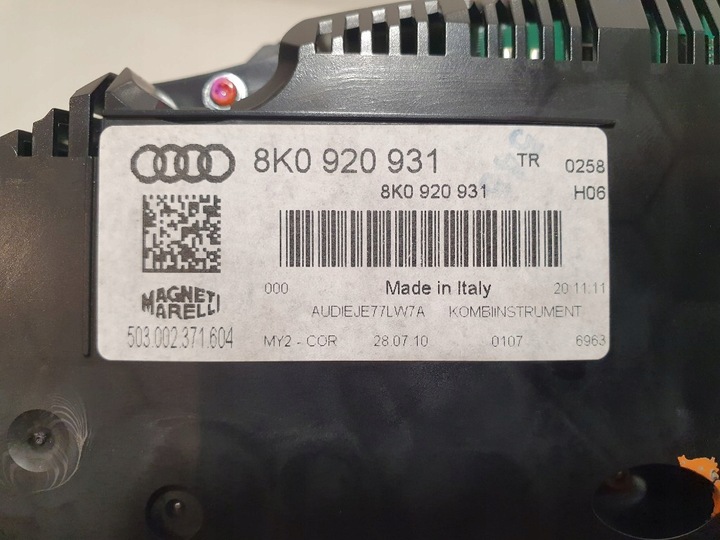 8K0 920 931 TR 0258
8K0 920 931 H06
000 Made in Italy 20.11.11
MAGNETI
MARELLI
AUDIEJE77LW7A KOMBIINSTRUMENT
503.002.371.604
MY2 - COR 28.07.10 0107 6963